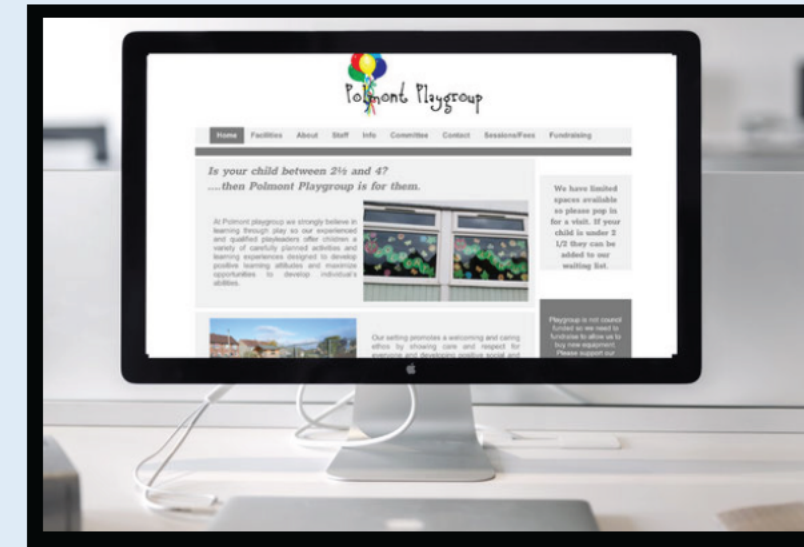 Polmont Playgroup
Home Facilities About Staff Info Committee Contact Sessions/Fees Fundraising
Is your child between 2½ and 4?
....then Polmont Playgroup is for them.
At Polmont playgroup we strongly believe in
learning through play so our experienced
and qualified playleaders offer children a
variety of carefully planned activities and
learning experiences designed to develop
positive learning attitudes and maximize
opportunities to develop individual's
abilities.
We have limited
spaces available
so please pop in
for a visit. If your
child is under 2
1/2 they can be
added to our
waiting list.
Our setting promotes a welcoming and caring
ethos by showing care and respect for
everyone and developing positive social and
Playgroup is not council
funded so we need to
fundraise to allow us to
buy new equipment.
Please support our